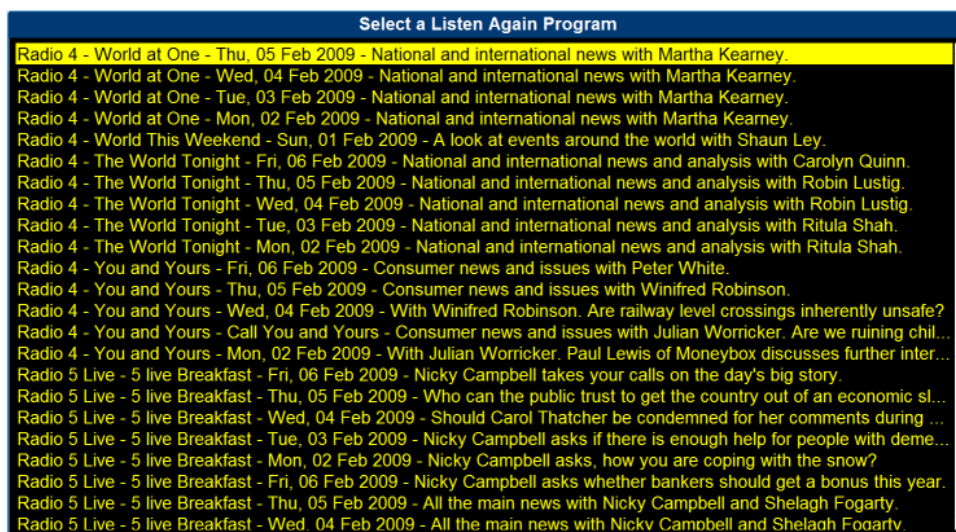 Select a Listen Again Program
Radio 4 - World at One - Thu, 05 Feb 2009 - National and international news with Martha Kearney.
Radio 4 - World at One - Wed, 04 Feb 2009 - National and international news with Martha Kearney.
Radio 4 - World at One - Tue, 03 Feb 2009 - National and international news with Martha Kearney.
Radio 4 - World at One - Mon, 02 Feb 2009 - National and international news with Martha Kearney.
Radio 4 - World This Weekend - Sun, 01 Feb 2009 - A look at events around the world with Shaun Ley.
Radio 4 - The World Tonight - Fri, 06 Feb 2009 - National and international news and analysis with Carolyn Quinn.
Radio 4 - The World Tonight - Thu, 05 Feb 2009 - National and international news and analysis with Robin Lustig.
Radio 4 - The World Tonight - Wed, 04 Feb 2009 - National and international news and analysis with Robin Lustig.
Radio 4 - The World Tonight - Tue, 03 Feb 2009 - National and international news and analysis with Ritula Shah.
Radio 4 - The World Tonight - Mon, 02 Feb 2009 - National and international news and analysis with Ritula Shah.
Radio 4 - You and Yours - Fri, 06 Feb 2009 - Consumer news and issues with Peter White.
Radio 4 - You and Yours - Thu, 05 Feb 2009 - Consumer news and issues with Winifred Robinson.
Radio 4 - You and Yours - Wed, 04 Feb 2009 - With Winifred Robinson. Are railway level crossings inherently unsafe?
Radio 4 - You and Yours - Call You and Yours - Consumer news and issues with Julian Worricker. Are we ruining chil...
Radio 4 - You and Yours - Mon, 02 Feb 2009 - With Julian Worricker. Paul Lewis of Moneybox discusses further inter...
Radio 5 Live - 5 live Breakfast - Fri, 06 Feb 2009 - Nicky Campbell takes your calls on the day's big story.
Radio 5 Live - 5 live Breakfast - Thu, 05 Feb 2009 - Who can the public trust to get the country out of an economic sl...
Radio 5 Live - 5 live Breakfast - Wed, 04 Feb 2009 - Should Carol Thatcher be condemned for her comments during ...
Radio 5 Live - 5 live Breakfast - Tue, 03 Feb 2009 - Nicky Campbell asks if there is enough help for people with deme...
Radio 5 Live - 5 live Breakfast - Mon, 02 Feb 2009 - Nicky Campbell asks, how you are coping with the snow?
Radio 5 Live - 5 live Breakfast - Fri, 06 Feb 2009 - Nicky Campbell asks whether bankers should get a bonus this year.
Radio 5 Live - 5 live Breakfast - Thu, 05 Feb 2009 - All the main news with Nicky Campbell and Shelagh Fogarty.
Radio 5 Live - 5 live Breakfast - Wed, 04 Feb 2009 - All the main news with Nicky Campbell and Shelagh Fogarty.